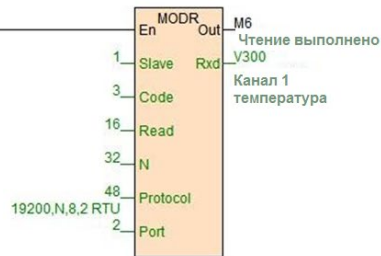 MODR
En Out M6
Чтение выполнено
1 Slave Rxd V300
Канал 1
температура
3 Code
16 Read
32 N
48 Protocol
19200,N,8,2 RTU
2 Port